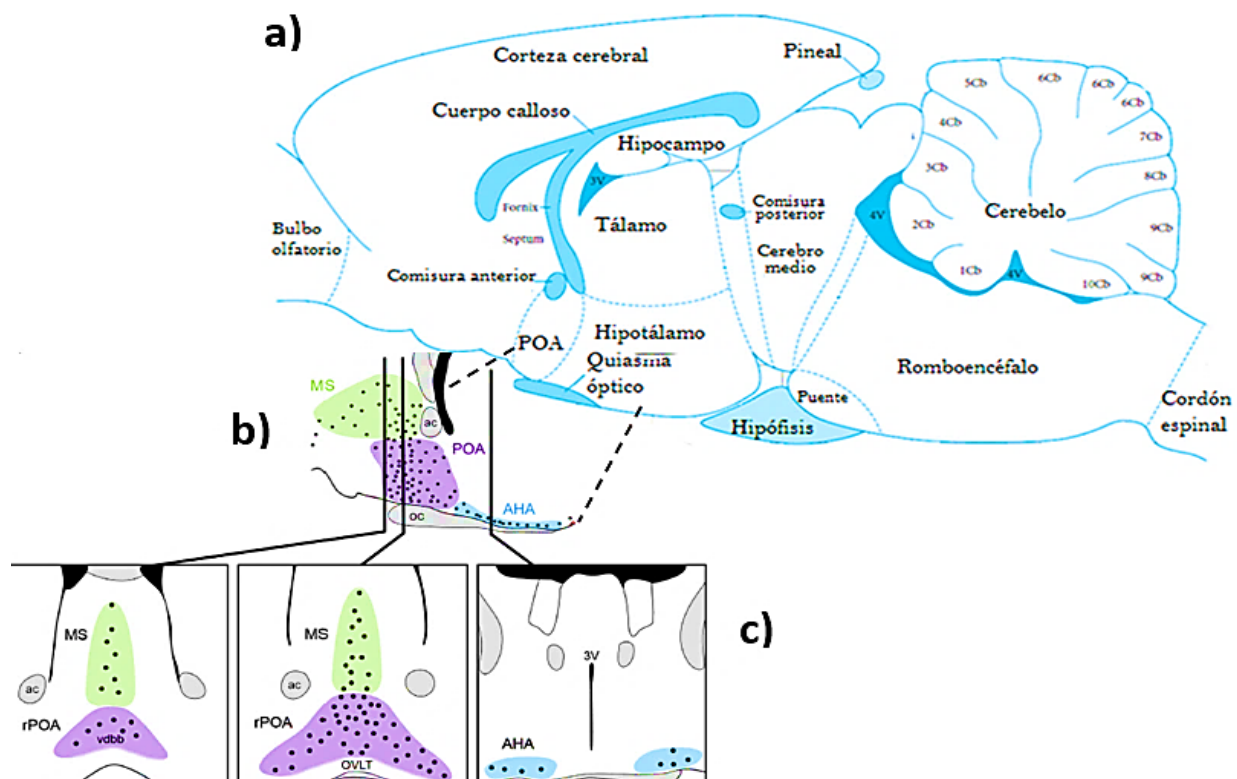 a)
Corteza cerebral
Pineal
Cuerpo calloso
Hipocampo
3V
Fornix
Septum
Tálamo
Comisura
posterior
Cerebro
medio
Bulbo
olfatorio
Comisura anterior
POA
Hipotálamo
Quiasma
óptico
Hipófisis
Puente
Romboencéfalo
Cordón
espinal
Cerebelo
4V
4V
1Cb
2Cb
3Cb
4Cb
5Cb
6Cb
6Cb
6Cb
7Cb
8Cb
9Cb
9Cb
10Cb
b)
MS
ac
POA
AHA
oc
c)
MS
ac
rPOA
vdbb
MS
ac
rPOA
OVLT
3V
AHA